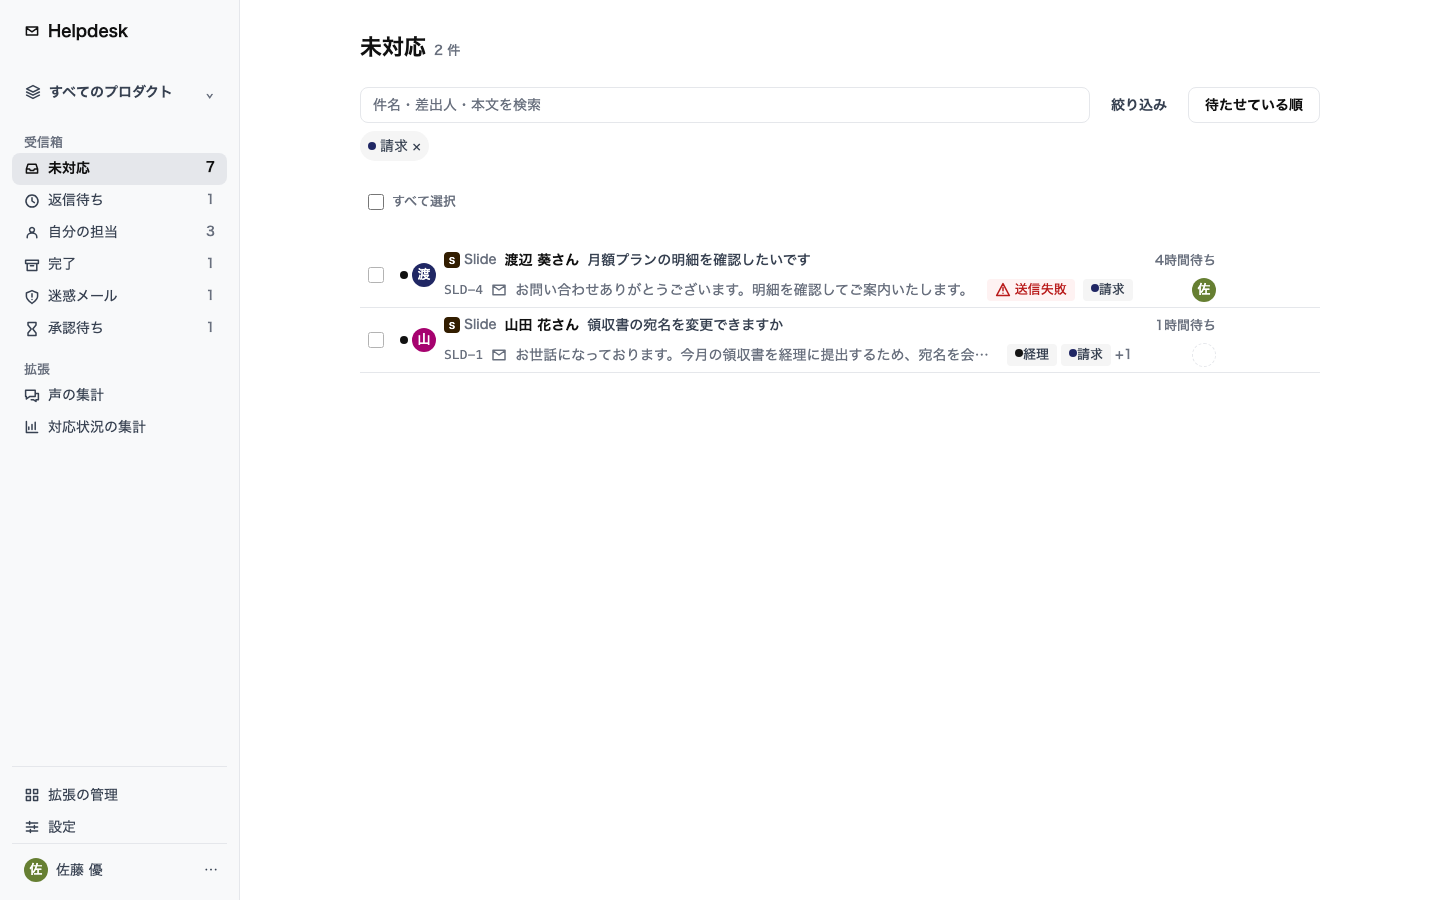 Helpdesk
すべてのプロダクト
受信箱
未対応 7
返信待ち 1
自分の担当 3
完了 1
迷惑メール 1
承認待ち 1
拡張
声の集計
対応状況の集計
拡張の管理
設定
佐 佐藤 優 …
未対応 2 件
件名・差出人・本文を検索 絞り込み 待たせている順
請求 ×
すべて選択
渡 S Slide 渡辺 葵さん 月額プランの明細を確認したいです 4時間待ち
SLD-4 お問い合わせありがとうございます。明細を確認してご案内いたします。 送信失敗 請求 佐
山 S Slide 山田 花さん 領収書の宛名を変更できますか 1時間待ち
SLD-1 お世話になっております。今月の領収書を経理に提出するため、宛名を会… 経理 請求 +1